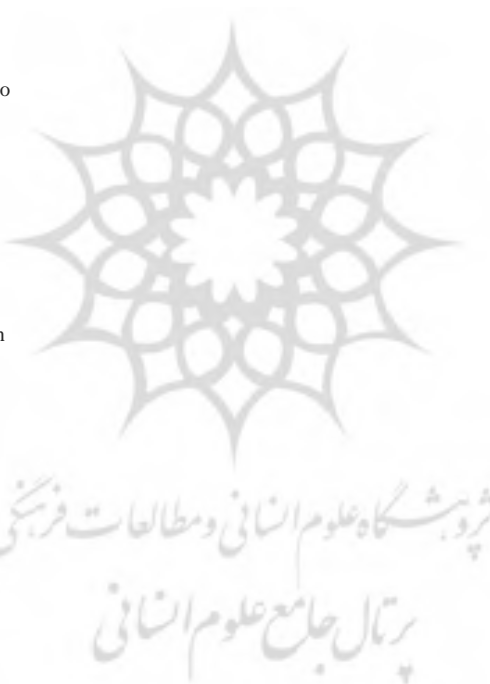 o
n
پژوهشگاه علوم انسانی و مطالعات فرهنگی
پرتال جامع علوم انسانی